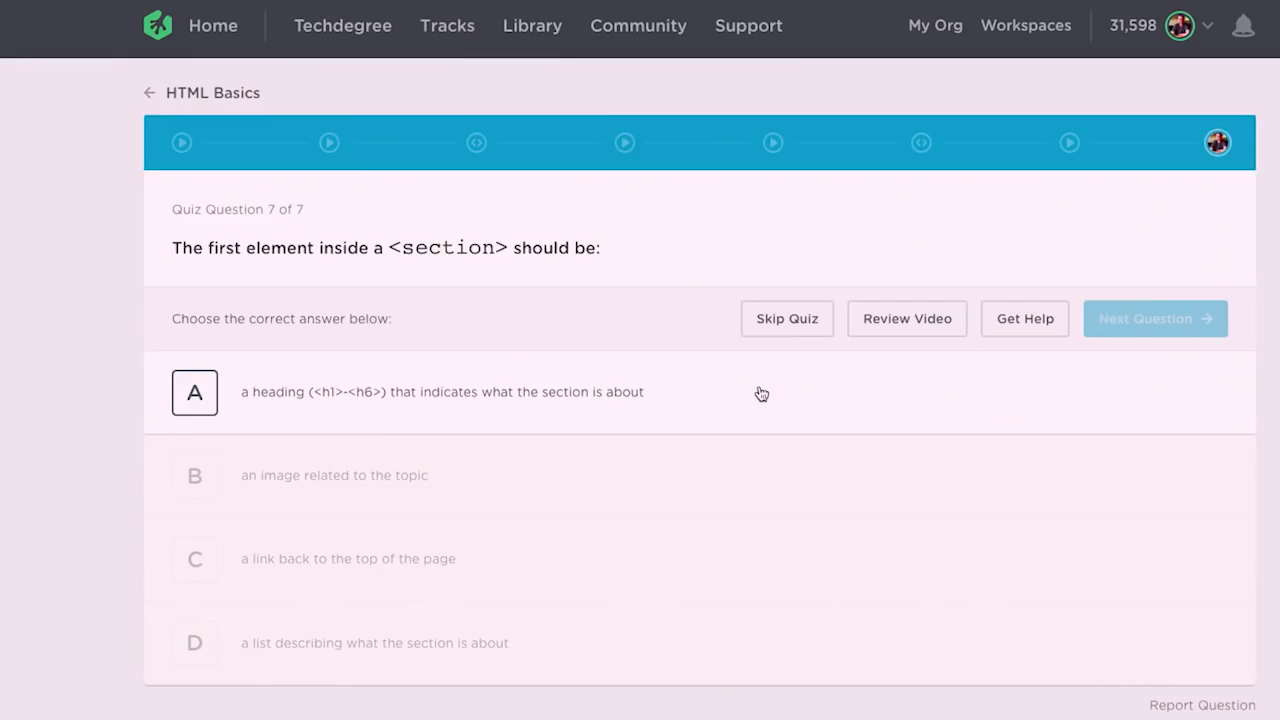 Home Techdegree Tracks Library Community Support My Org Workspaces 31,598
HTML Basics
Quiz Question 7 of 7
The first element inside a <section> should be:
Choose the correct answer below: Skip Quiz Review Video Get Help Next Question
A a heading (<h1>-<h6>) that indicates what the section is about
B an image related to the topic
C a link back to the top of the page
D a list describing what the section is about
Report Question